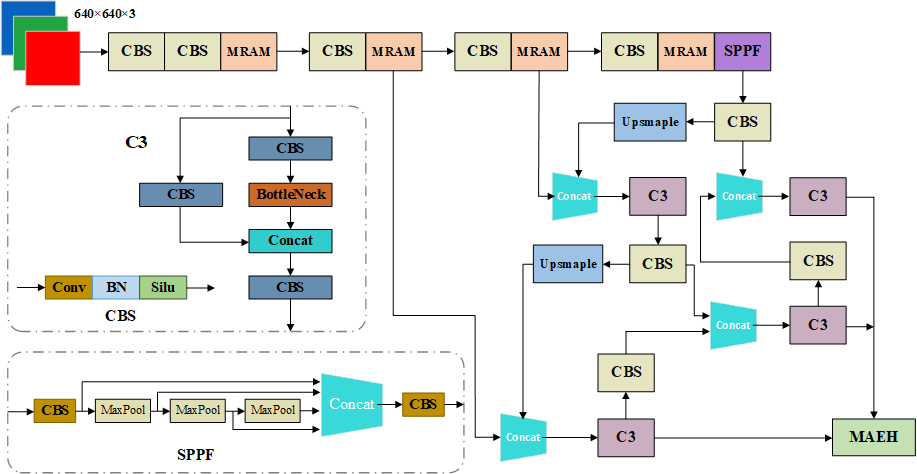 640×640×3
CBS CBS MRAM CBS MRAM CBS MRAM CBS MRAM SPPF
Upsmaple CBS
C3
CBS
CBS BottleNeck
Concat
CBS
Conv BN Silu
CBS
Concat C3 Concat C3
Upsmaple CBS CBS
Concat C3
CBS
Concat C3 MAEH
CBS MaxPool MaxPool MaxPool Concat CBS
SPPF